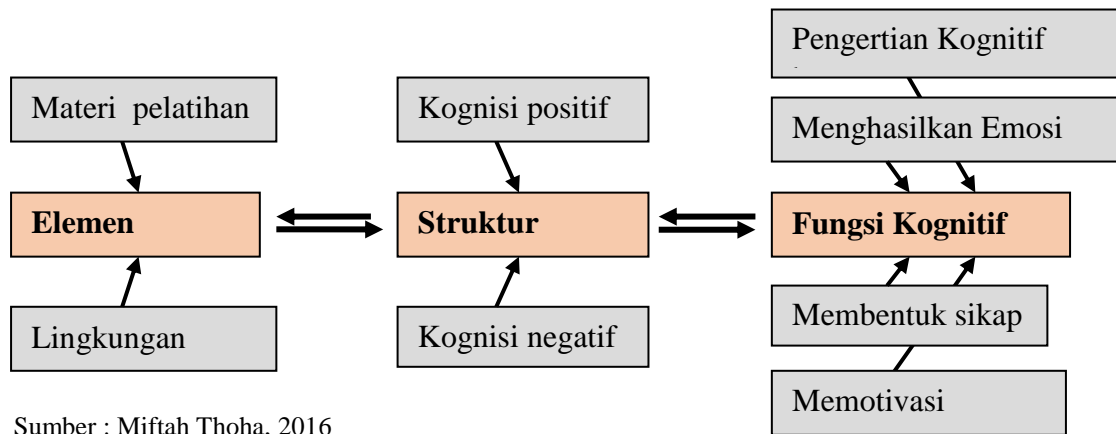 Pengertian Kognitif
Materi pelatihan
Kognisi positif
Menghasilkan Emosi
Elemen
Struktur
Fungsi Kognitif
Lingkungan
Kognisi negatif
Membentuk sikap
Memotivasi
Sumber : Miftah Thoha, 2016